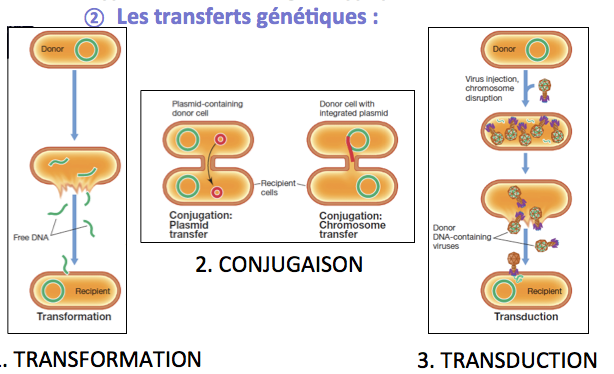 ② Les transferts génétiques :
Donor
Free DNA
Recipient
Transformation
1. TRANSFORMATION
Plasmid-containing
donor cell
Donor cell with
integrated plasmid
Recipient
cells
Conjugation:
Plasmid
transfer
Conjugation:
Chromosome
transfer
2. CONJUGAISON
Donor
Virus injection,
chromosome
disruption
Donor
DNA-containing
viruses
Recipient
Transduction
3. TRANSDUCTION